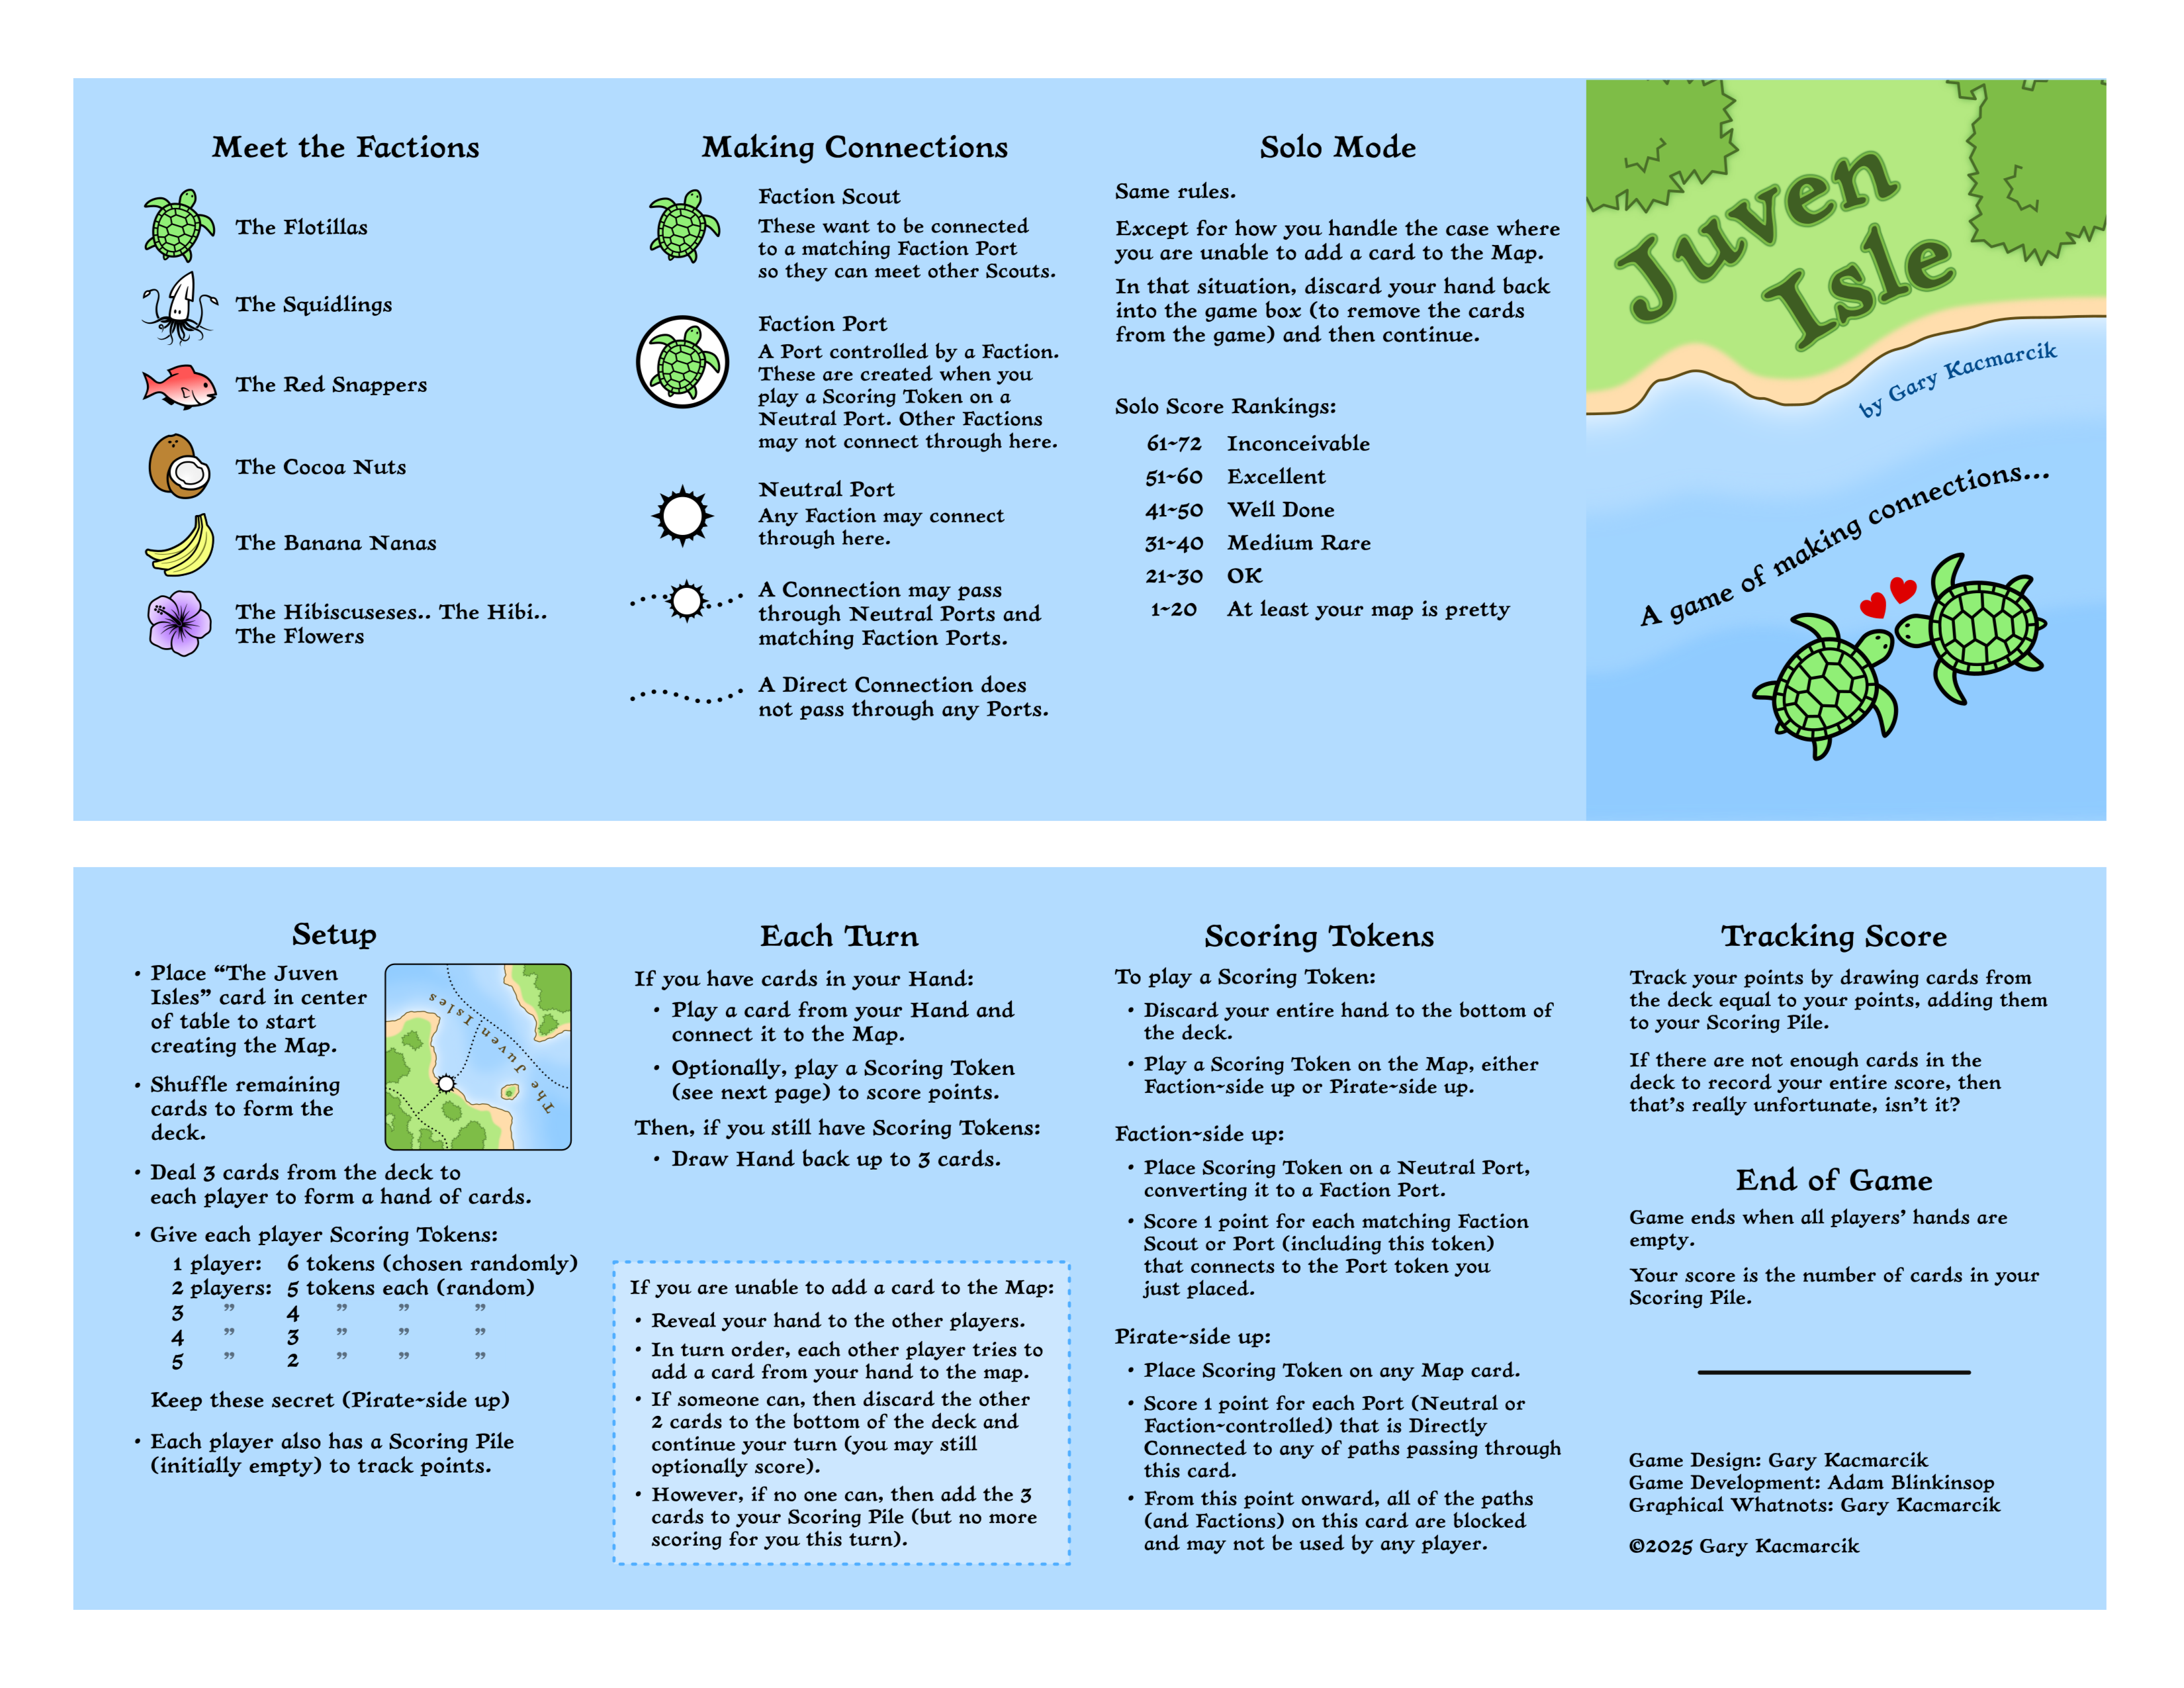 Meet the Factions
The Flotillas
The Squidlings
The Red Snappers
The Cocoa Nuts
The Banana Nanas
The Hibiscuseses.. The Hibi..
The Flowers
Making Connections
Faction Scout
These want to be connected
to a matching Faction Port
so they can meet other Scouts.
Faction Port
A Port controlled by a Faction.
These are created when you
play a Scoring Token on a
Neutral Port. Other Factions
may not connect through here.
Neutral Port
Any Faction may connect
through here.
A Connection may pass
through Neutral Ports and
matching Faction Ports.
A Direct Connection does
not pass through any Ports.
Solo Mode
Same rules.
Except for how you handle the case where
you are unable to add a card to the Map.
In that situation, discard your hand back
into the game box (to remove the cards
from the game) and then continue.
Solo Score Rankings:
61~72 Inconceivable
51~60 Excellent
41~50 Well Done
31~40 Medium Rare
21~30 OK
1~20 At least your map is pretty
Juven
Isle
by Gary Kacmarcik
A game of making connections...
Setup
• Place “The Juven
Isles” card in center
of table to start
creating the Map.
• Shuffle remaining
cards to form the
deck.
The Juven Isles
• Deal 3 cards from the deck to
each player to form a hand of cards.
• Give each player Scoring Tokens:
1 player: 6 tokens (chosen randomly)
2 players: 5 tokens each (random)
3 ” 4 ” ” ”
4 ” 3 ” ” ”
5 ” 2 ” ” ”
Keep these secret (Pirate~side up)
• Each player also has a Scoring Pile
(initially empty) to track points.
Each Turn
If you have cards in your Hand:
• Play a card from your Hand and
connect it to the Map.
• Optionally, play a Scoring Token
(see next page) to score points.
Then, if you still have Scoring Tokens:
• Draw Hand back up to 3 cards.
If you are unable to add a card to the Map:
• Reveal your hand to the other players.
• In turn order, each other player tries to
add a card from your hand to the map.
• If someone can, then discard the other
2 cards to the bottom of the deck and
continue your turn (you may still
optionally score).
• However, if no one can, then add the 3
cards to your Scoring Pile (but no more
scoring for you this turn).
Scoring Tokens
To play a Scoring Token:
• Discard your entire hand to the bottom of
the deck.
• Play a Scoring Token on the Map, either
Faction~side up or Pirate~side up.
Faction~side up:
• Place Scoring Token on a Neutral Port,
converting it to a Faction Port.
• Score 1 point for each matching Faction
Scout or Port (including this token)
that connects to the Port token you
just placed.
Pirate~side up:
• Place Scoring Token on any Map card.
• Score 1 point for each Port (Neutral or
Faction~controlled) that is Directly
Connected to any of paths passing through
this card.
• From this point onward, all of the paths
(and Factions) on this card are blocked
and may not be used by any player.
Tracking Score
Track your points by drawing cards from
the deck equal to your points, adding them
to your Scoring Pile.
If there are not enough cards in the
deck to record your entire score, then
that’s really unfortunate, isn’t it?
End of Game
Game ends when all players’ hands are
empty.
Your score is the number of cards in your
Scoring Pile.
Game Design: Gary Kacmarcik
Game Development: Adam Blinkinsop
Graphical Whatnots: Gary Kacmarcik
©2025 Gary Kacmarcik